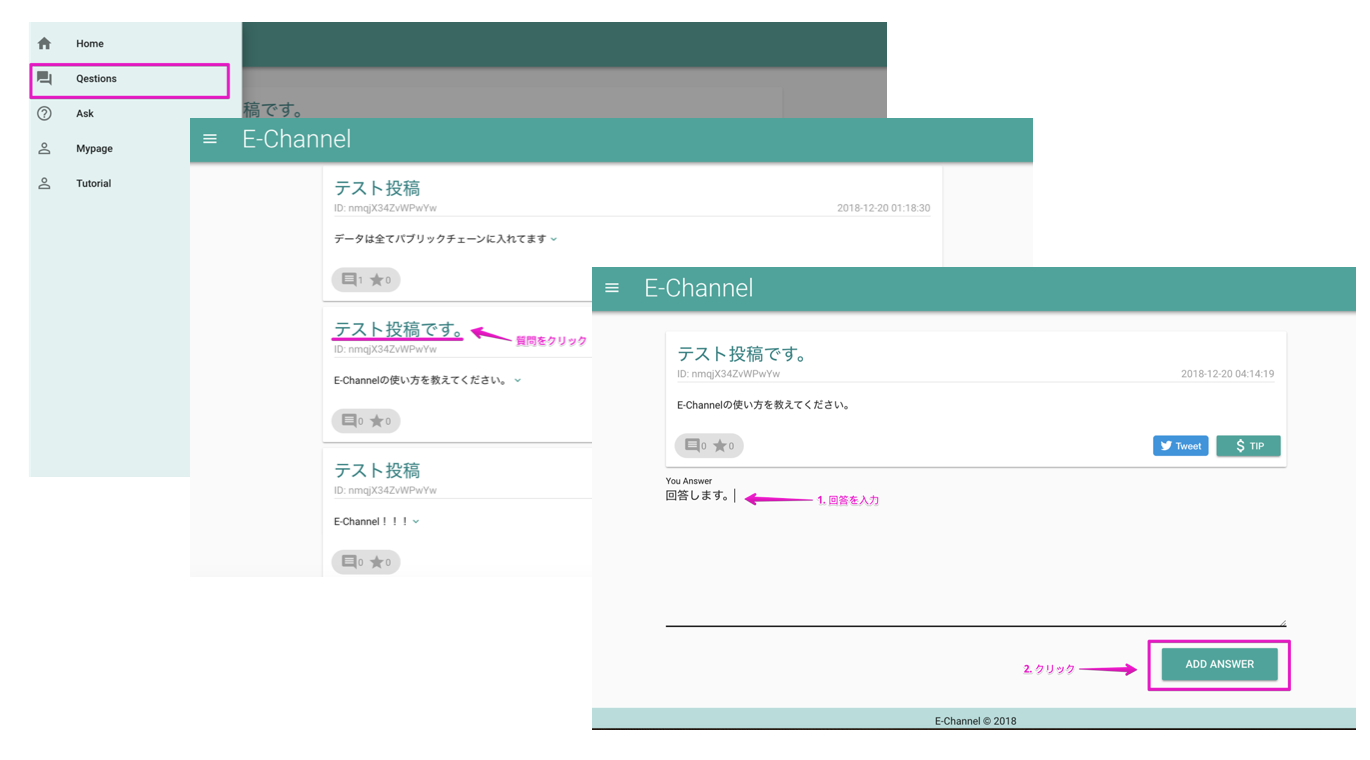 Home
Qestions
Ask
Mypage
Tutorial
稿です。
E-Channel
テスト投稿
ID: nmqjX34ZvWPwYw 2018-12-20 01:18:30
データは全てパブリックチェーンに入れてます
1 0
テスト投稿です。
質問をクリック
ID: nmqjX34ZvWPwYw
E-Channelの使い方を教えてください。
0 0
テスト投稿
ID: nmqjX34ZvWPwYw
E-Channel！！！
0 0
E-Channel
テスト投稿です。
ID: nmqjX34ZvWPwYw 2018-12-20 04:14:19
E-Channelの使い方を教えてください。
0 0 Tweet $ TIP
You Answer
回答します。
1. 回答を入力
2. クリック
ADD ANSWER
E-Channel © 2018